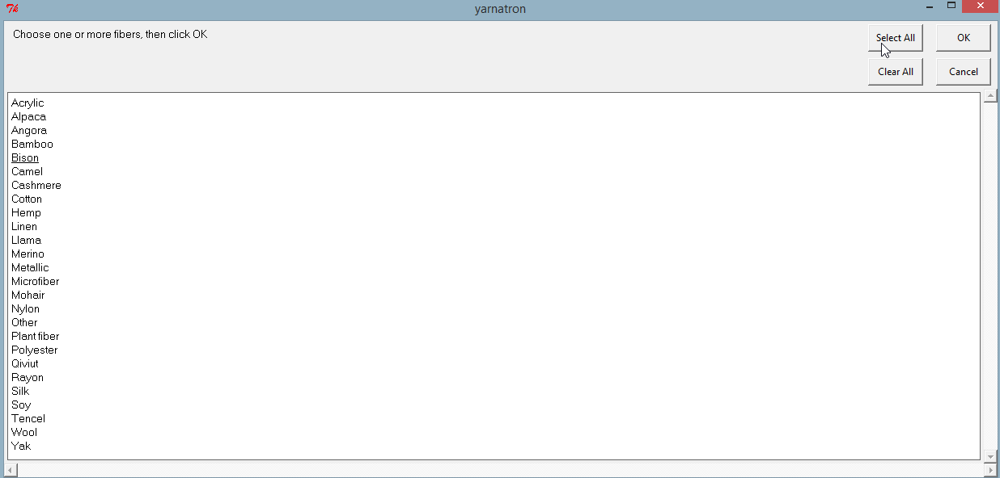 yarnatron
Choose one or more fibers, then click OK
Select All
OK
Clear All
Cancel
Acrylic
Alpaca
Angora
Bamboo
Bison
Camel
Cashmere
Cotton
Hemp
Linen
Llama
Merino
Metallic
Microfiber
Mohair
Nylon
Other
Plant fiber
Polyester
Qiviut
Rayon
Silk
Soy
Tencel
Wool
Yak